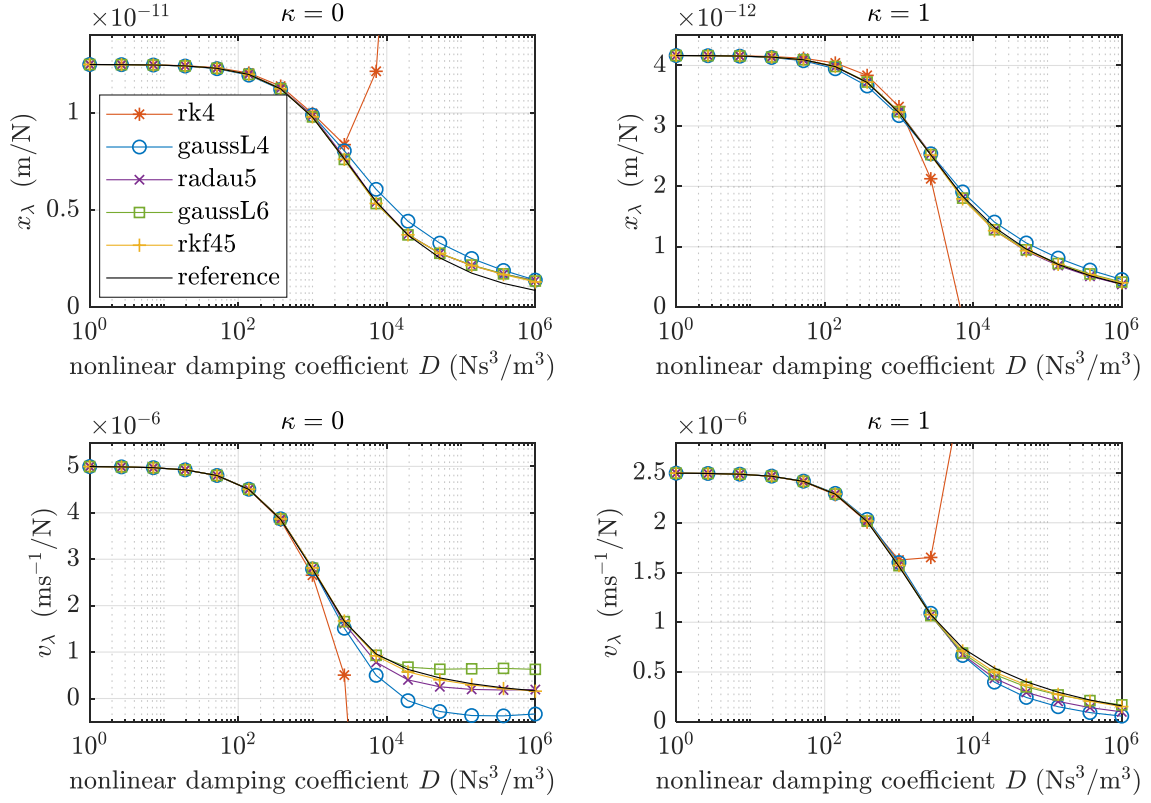 ×10⁻¹¹
κ = 0
1
0.5
0
x_λ (m/N)
rk4
gaussL4
radau5
gaussL6
rkf45
reference
10⁰ 10² 10⁴ 10⁶
nonlinear damping coefficient D (Ns³/m³)
×10⁻¹²
κ = 1
4
3
2
1
0
x_λ (m/N)
10⁰ 10² 10⁴ 10⁶
nonlinear damping coefficient D (Ns³/m³)
×10⁻⁶
κ = 0
5
4
3
2
1
0
v_λ (ms⁻¹/N)
10⁰ 10² 10⁴ 10⁶
nonlinear damping coefficient D (Ns³/m³)
×10⁻⁶
κ = 1
2.5
2
1.5
1
0.5
0
v_λ (ms⁻¹/N)
10⁰ 10² 10⁴ 10⁶
nonlinear damping coefficient D (Ns³/m³)